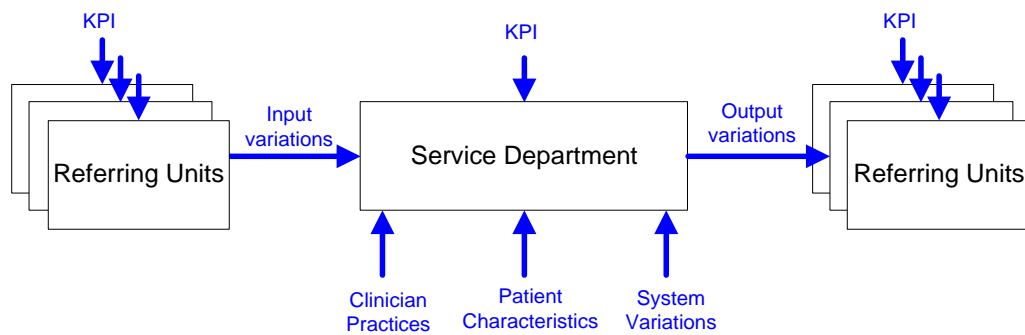 KPI
KPI
KPI
Input
variations
Output
variations
Referring Units
Service Department
Referring Units
Clinician
Practices
Patient
Characteristics
System
Variations